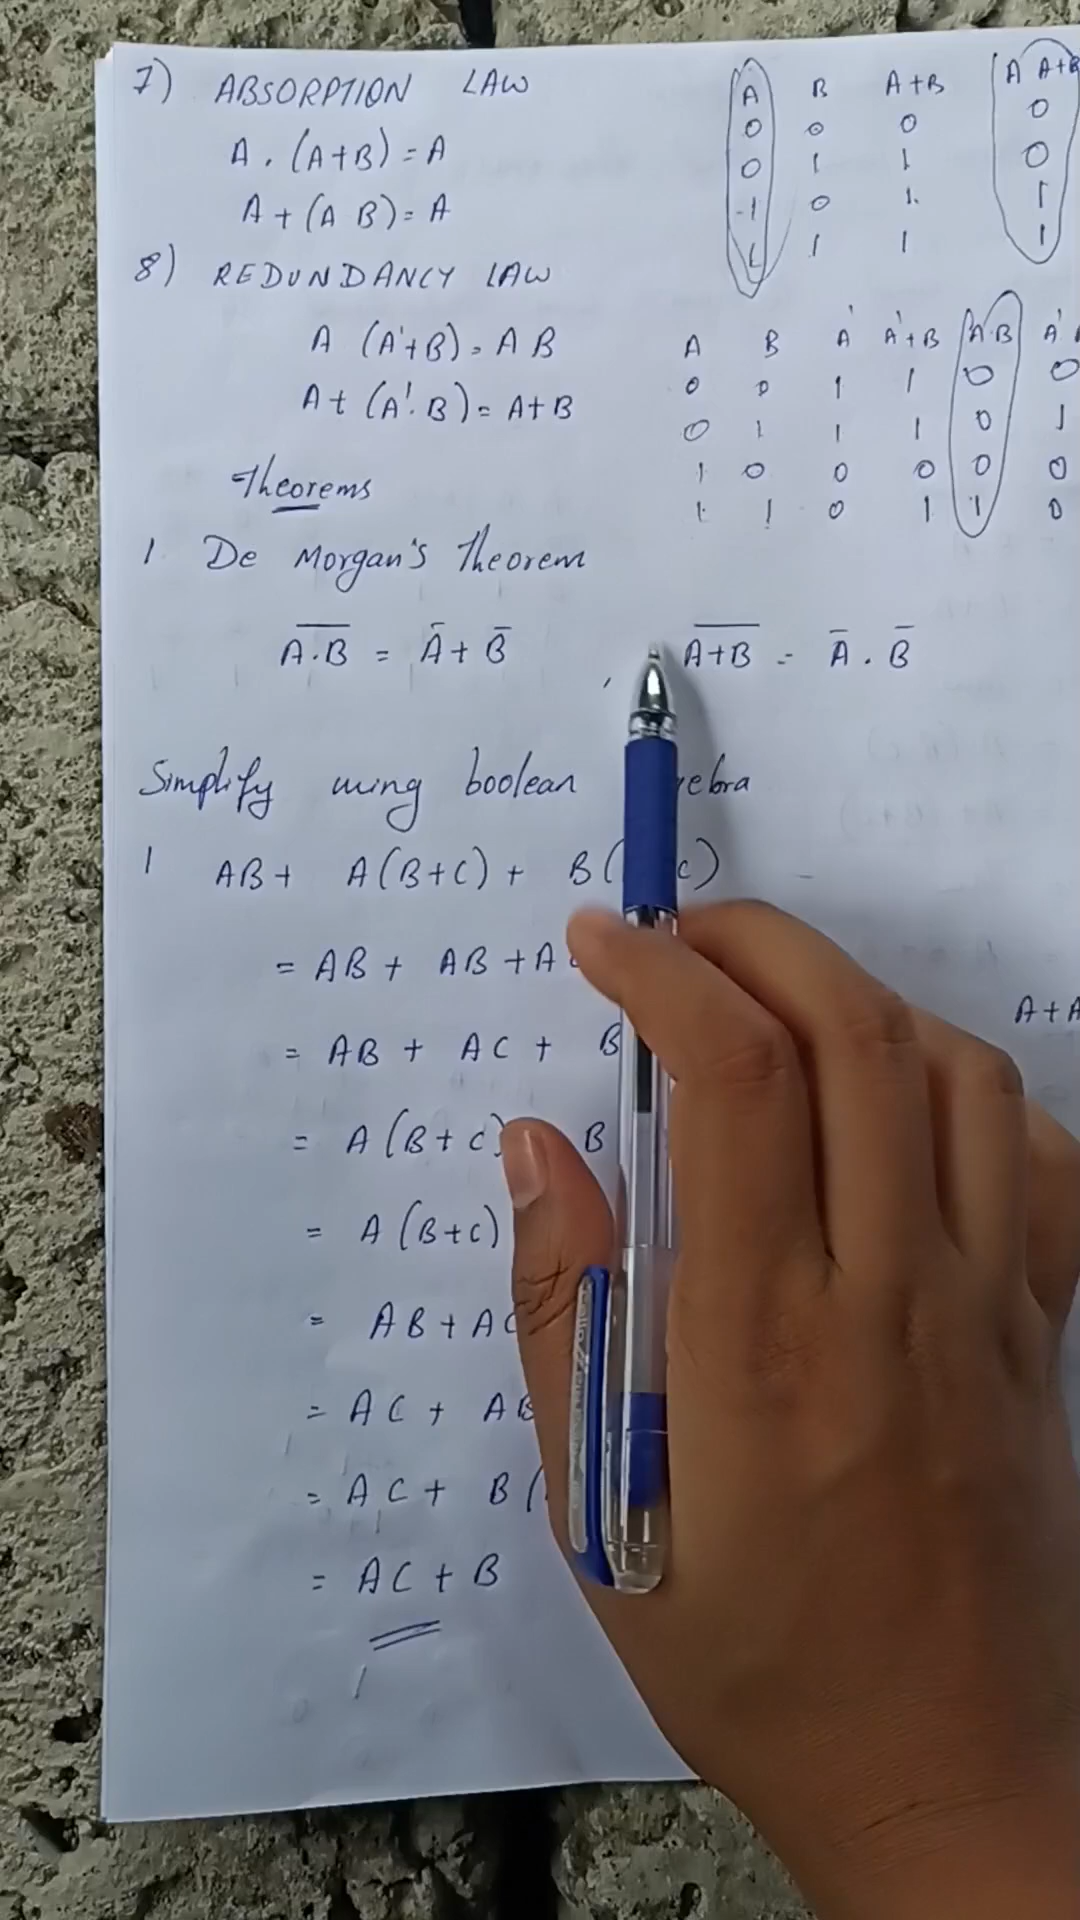 7) ABSORPTION LAW
A . (A+B) = A
A + (A B) = A
A B A+B A A+B
0 0 0 0
0 1 1 0
1 0 1 1
1 1 1 1
8) REDUNDANCY LAW
A (A'+B) = A B
A + (A'. B) = A+B
A B A' A'+B A.B A'
0 0 1 1 0 0
0 1 1 1 0 1
1 0 0 0 0 0
1 1 0 1 1 0
Theorems
1. De Morgan's Theorem
A̅.̅B̅ = A̅ + B̅ , A̅+̅B̅ = A̅ . B̅
Simplify using boolean
1 AB + A(B+C) + B( C)
= AB + AB + A
= AB + AC + B
A+A
= A(B+C) B
= A(B+C)
= AB + AC
= AC + AB
= AC + B(
= AC + B